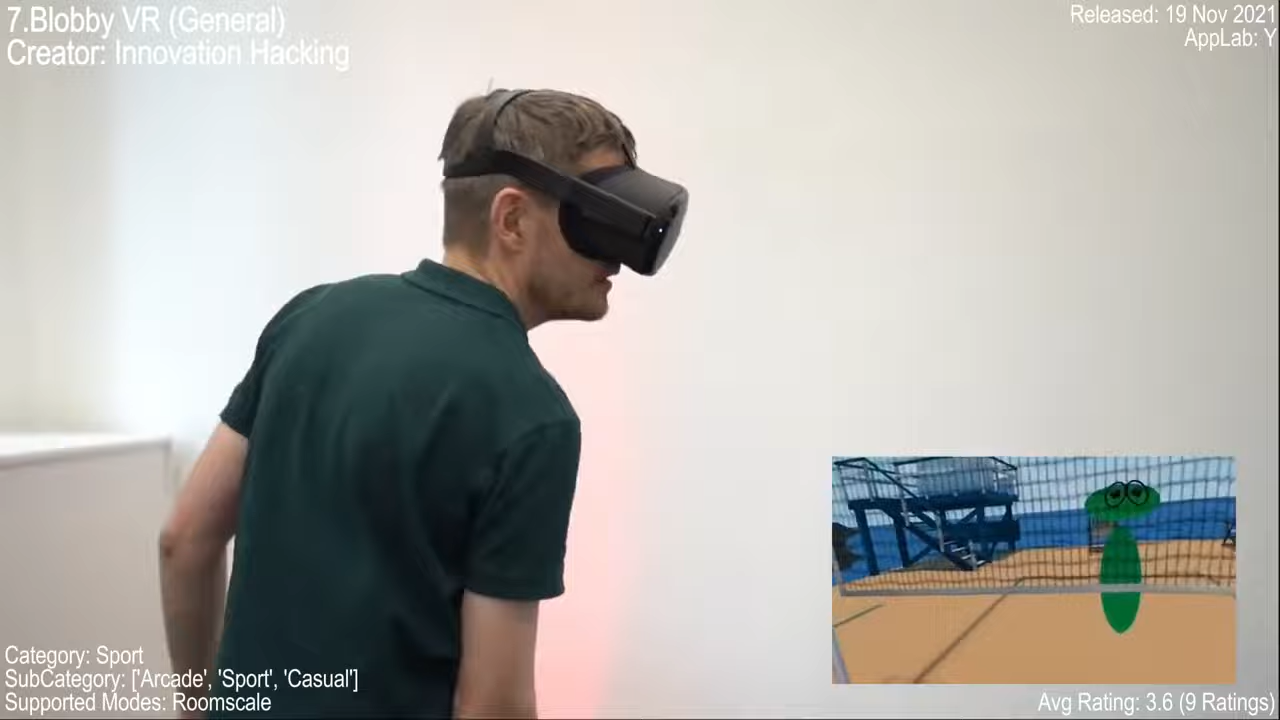 7.Blobby VR (General)
Creator: Innovation Hacking
Released: 19 Nov 2021
AppLab: Y
Category: Sport
SubCategory: ['Arcade', 'Sport', 'Casual']
Supported Modes: Roomscale
Avg Rating: 3.6 (9 Ratings)